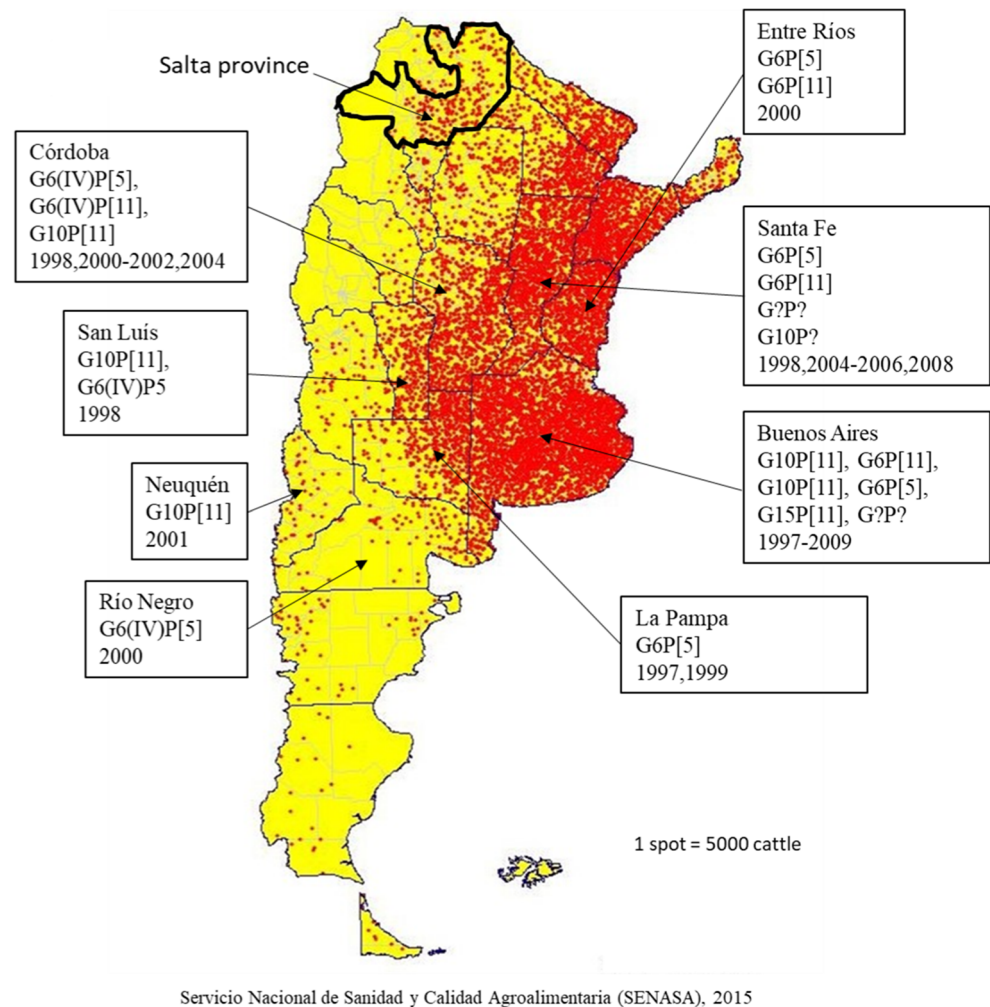 Salta province
Entre Ríos
G6P[5]
G6P[11]
2000
Córdoba
G6(IV)P[5],
G6(IV)P[11],
G10P[11]
1998,2000-2002,2004
Santa Fe
G6P[5]
G6P[11]
G?P?
G10P?
1998,2004-2006,2008
San Luís
G10P[11],
G6(IV)P5
1998
Buenos Aires
G10P[11], G6P[11],
G10P[11], G6P[5],
G15P[11], G?P?
1997-2009
Neuquén
G10P[11]
2001
Río Negro
G6(IV)P[5]
2000
La Pampa
G6P[5]
1997,1999
1 spot = 5000 cattle
Servicio Nacional de Sanidad y Calidad Agroalimentaria (SENASA), 2015